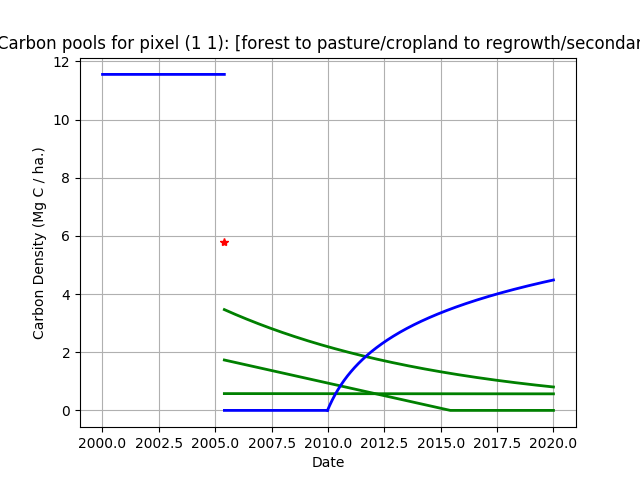 Carbon pools for pixel (1 1): [forest to pasture/cropland to regrowth/secondar
12
10
8
6
4
2
0
Carbon Density (Mg C / ha.)
2000.0 2002.5 2005.0 2007.5 2010.0 2012.5 2015.0 2017.5 2020.0
Date